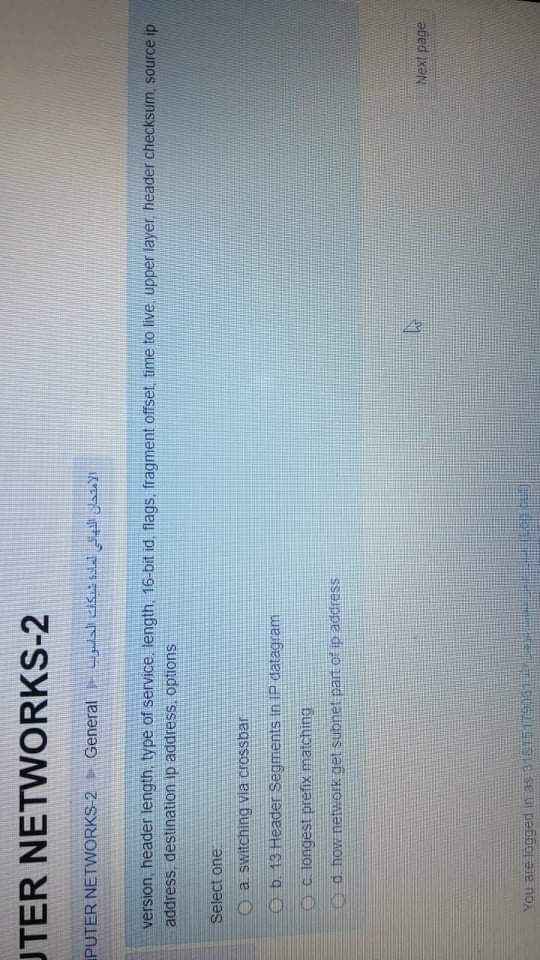 UTER NETWORKS-2
PUTER NETWORKS-2 ► General ► الامتحان النهائي لمادة شبكات الحاسوب
version, header length, type of service, length, 16-bit id, flags, fragment offset, time to live, upper layer, header checksum, source ip
address, destination ip address, options
Select one:
a. switching via crossbar
b. 13 Header Segments in IP datagram
c. longest prefix matching
d. how network get subnet part of ip address
Next page
You are logged in as (Log out)